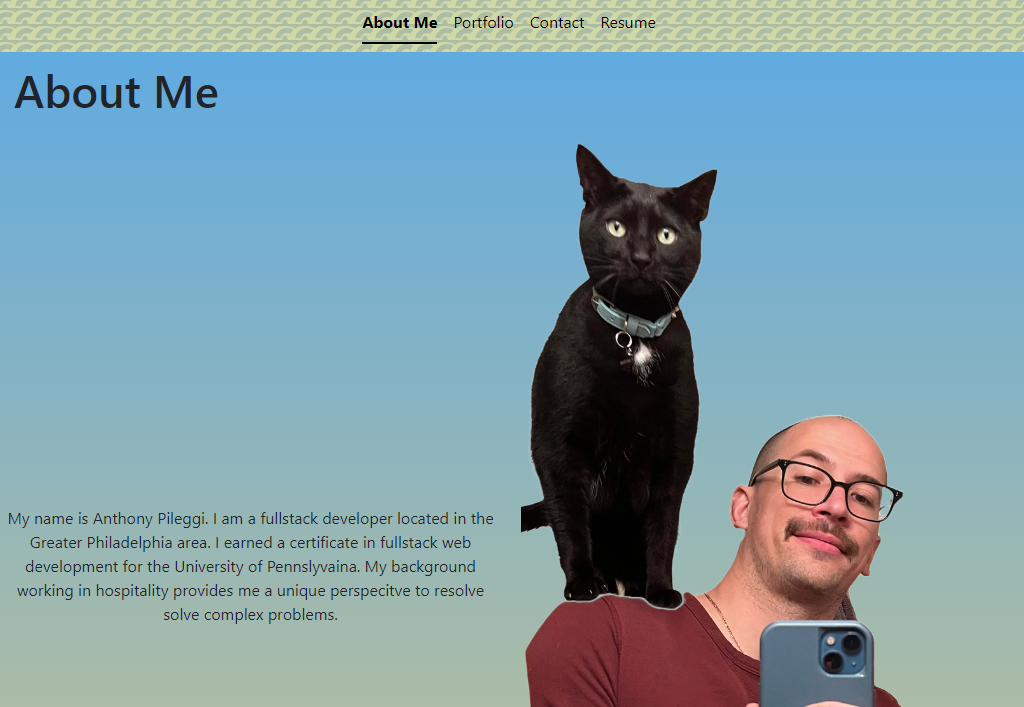 About Me Portfolio Contact Resume
About Me
My name is Anthony Pileggi. I am a fullstack developer located in the
Greater Philadelphia area. I earned a certificate in fullstack web
development for the University of Pennslyvaina. My background
working in hospitality provides me a unique perspecitve to resolve
solve complex problems.